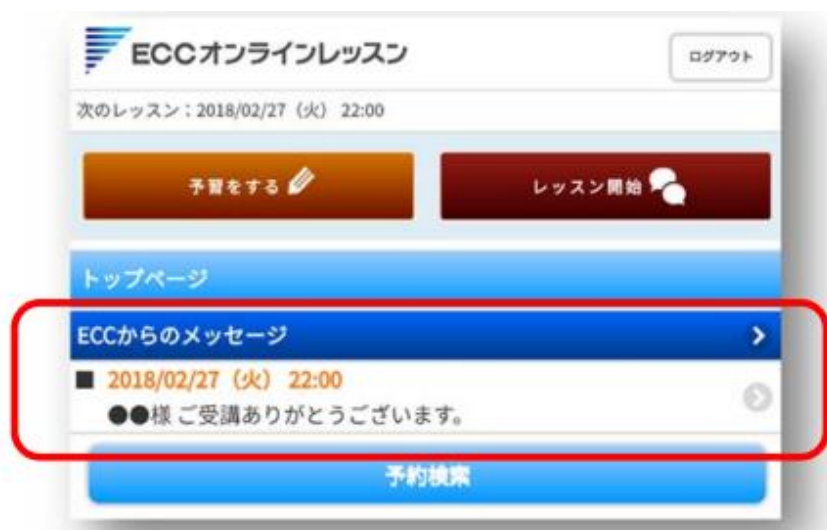 ECCオンラインレッスン
ログアウト
次のレッスン：2018/02/27（火） 22:00
予習をする
レッスン開始
トップページ
ECCからのメッセージ
■ 2018/02/27（火） 22:00
●●様 ご受講ありがとうございます。
予約検索